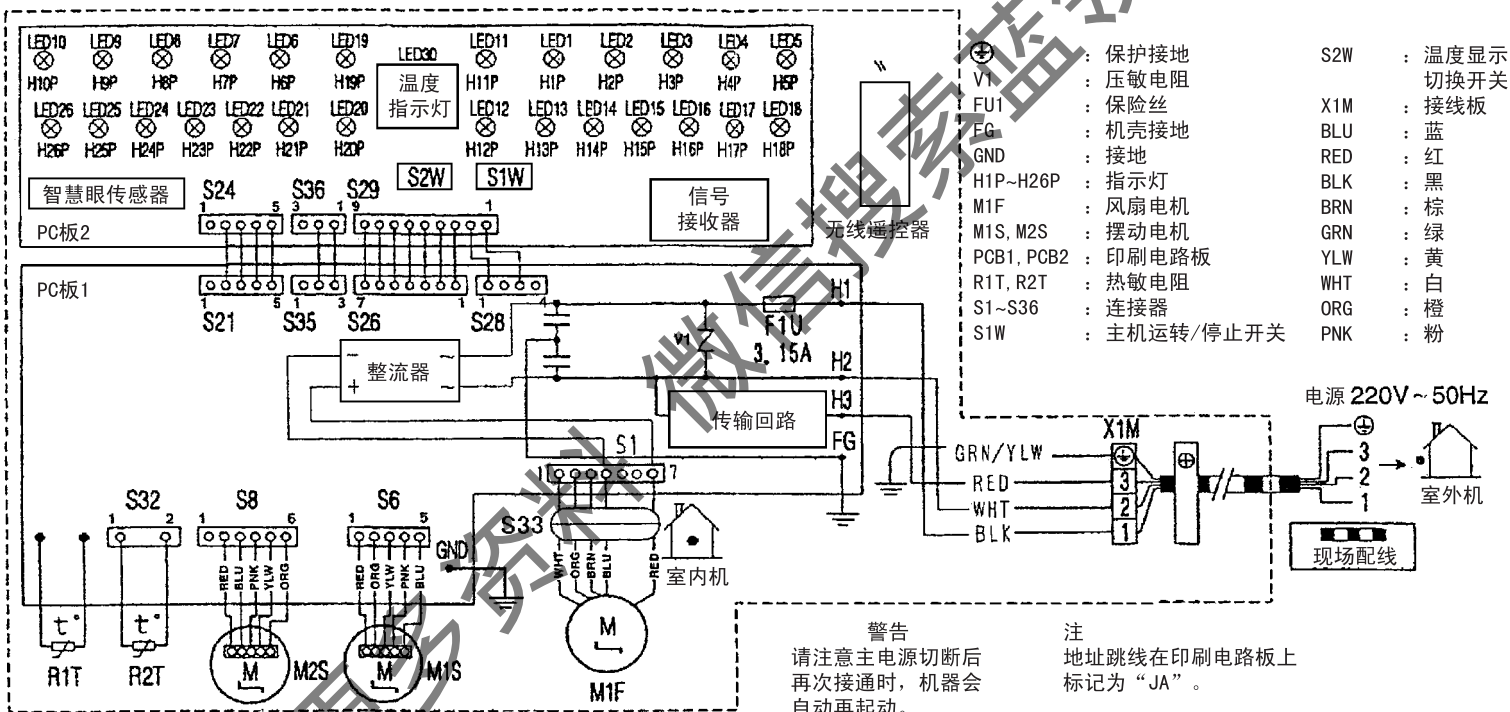 LED10 LED9 LED8 LED7 LED6 LED19 LED30 LED11 LED1 LED2 LED3 LED4 LED5
H10P H9P H8P H7P H6P H19P 温度 H11P H1P H2P H3P H4P H5P
LED26 LED25 LED24 LED23 LED22 LED21 LED20 指示灯 LED12 LED13 LED14 LED15 LED16 LED17 LED18
H26P H25P H24P H23P H22P H21P H20P H12P H13P H14P H15P H16P H17P H18P
智慧眼传感器 S24 S36 S29 S2W S1W 信号
接收器
无线遥控器
1 5 3 1 9 1
PC板2
PC板1
1 5 1 3 7 1 1 4
S21 S35 S26 S28
H1
V1 F1U
3.15A
H2
整流器
− ~
+ ~
传输回路 H3
FG
S1
1 7
S32 S8 S6 S33
1 2 1 6 1 5
GND
室内机
RED BLU PNK YLW ORG
RED ORG YLW PNK BLU
WHT ORG BRN BLU RED
t° t° M M M
R1T R2T M2S M1S M1F
: 保护接地
V1 : 压敏电阻
FU1 : 保险丝
FG : 机壳接地
GND : 接地
H1P~H26P : 指示灯
M1F : 风扇电机
M1S, M2S : 摆动电机
PCB1, PCB2 : 印刷电路板
R1T, R2T : 热敏电阻
S1~S36 : 连接器
S1W : 主机运转/停止开关
S2W : 温度显示
切换开关
X1M : 接线板
BLU : 蓝
RED : 红
BLK : 黑
BRN : 棕
GRN : 绿
YLW : 黄
WHT : 白
ORG : 橙
PNK : 粉
电源 220V~50Hz
X1M
GRN/YLW
RED 3
WHT 2
BLK 1
3
2
1
室外机
现场配线
警告
请注意主电源切断后
再次接通时，机器会
自动再起动。
注
地址跳线在印刷电路板上
标记为“JA”。
多资料 微信搜索蓝